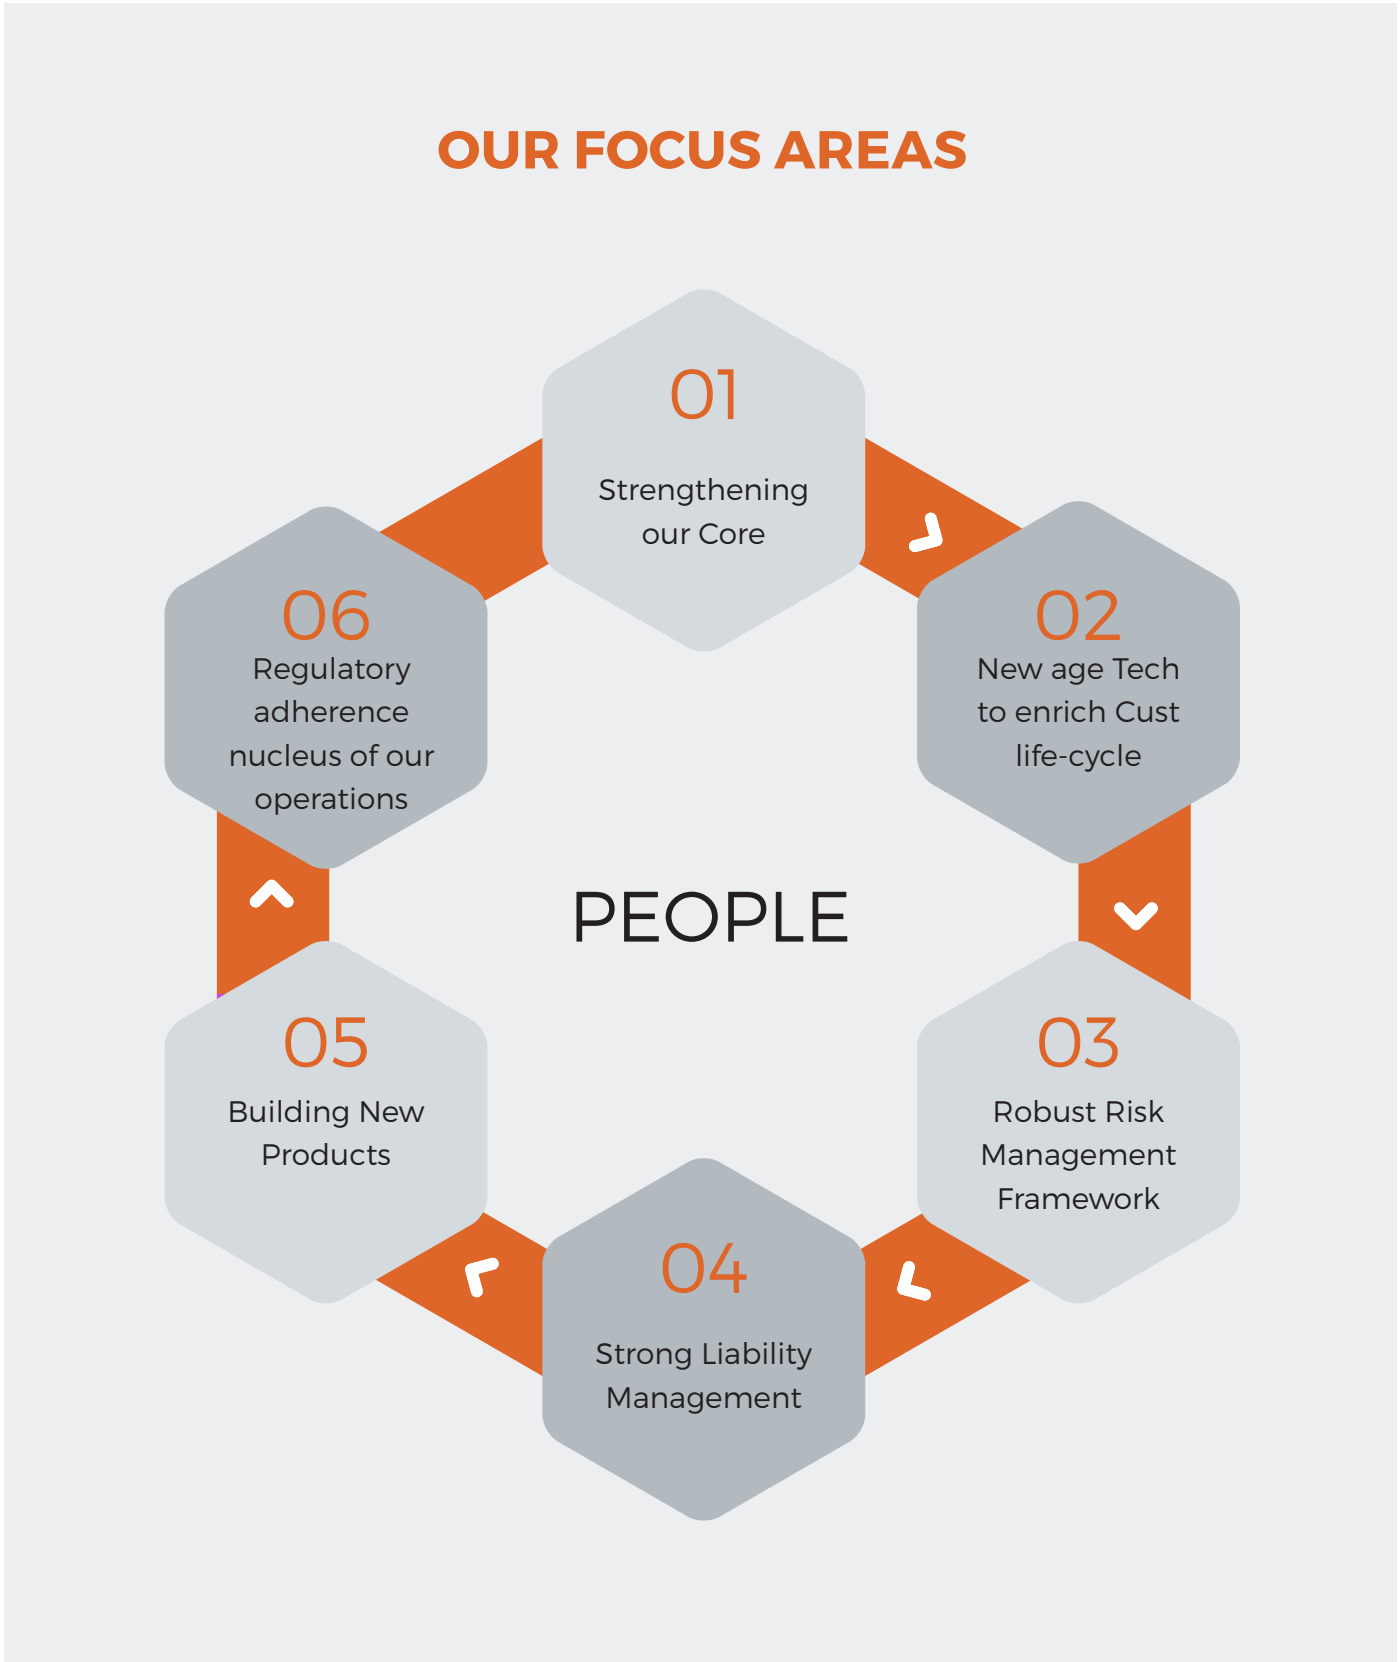 OUR FOCUS AREAS
01
Strengthening
our Core
02
New age Tech
to enrich Cust
life-cycle
03
Robust Risk
Management
Framework
04
Strong Liability
Management
05
Building New
Products
06
Regulatory
adherence
nucleus of our
operations
PEOPLE